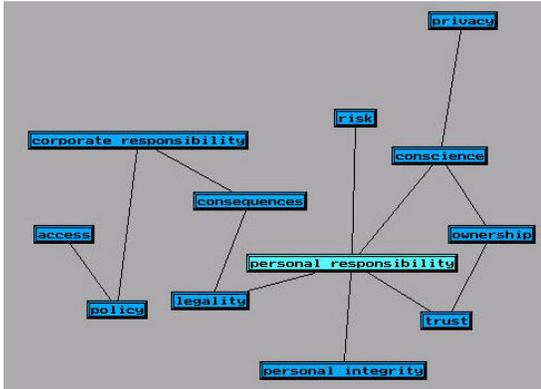 privacy
risk
corporate responsibility
conscience
consequences
access
ownership
personal responsibility
legality
policy
trust
personal integrity